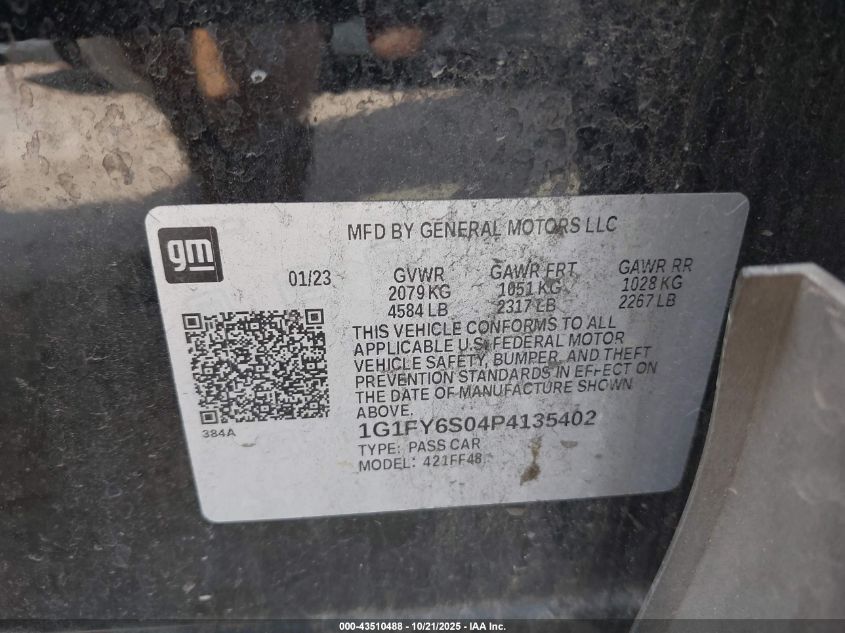 gm
MFD BY GENERAL MOTORS LLC
01/23
GVWR GAWR FRT GAWR RR
2079 KG 1051 KG 1028 KG
4584 LB 2317 LB 2267 LB
THIS VEHICLE CONFORMS TO ALL
APPLICABLE U.S. FEDERAL MOTOR
VEHICLE SAFETY, BUMPER, AND THEFT
PREVENTION STANDARDS IN EFFECT ON
THE DATE OF MANUFACTURE SHOWN
ABOVE.
384A
1G1FY6S04P4135402
TYPE: PASS CAR
MODEL: 421FF48
000-43510488 - 10/21/2025 - IAA Inc.